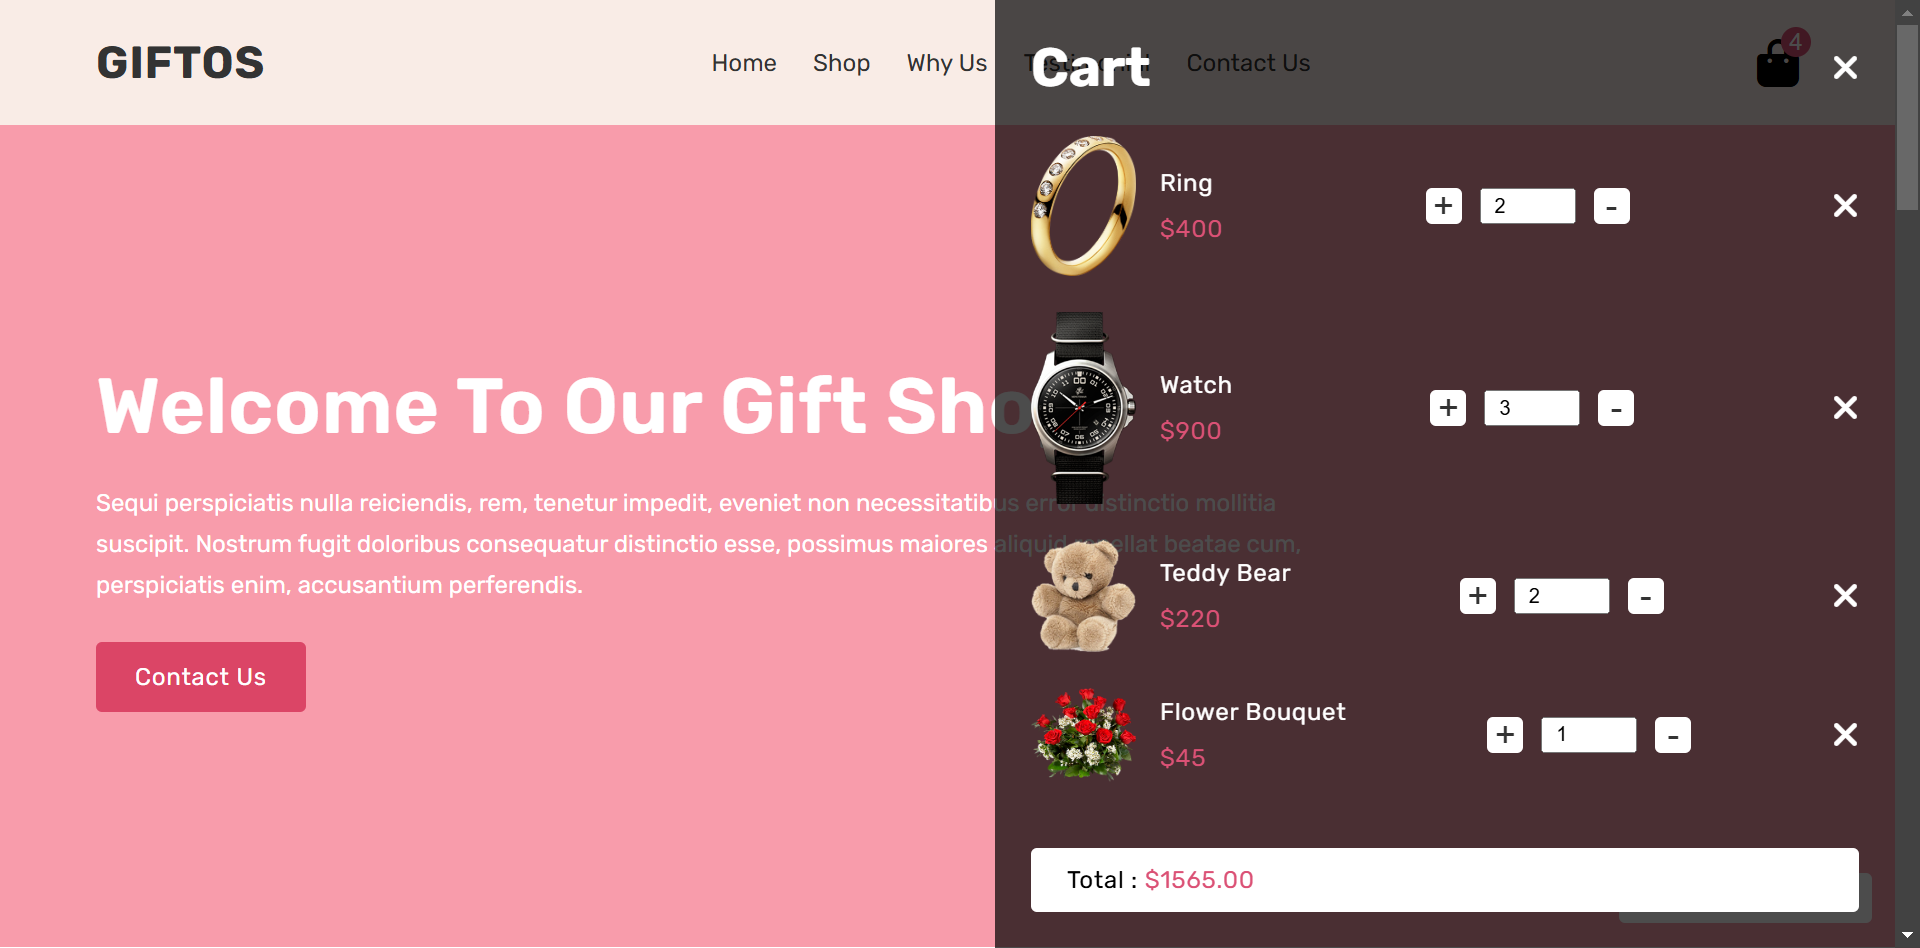 GIFTOS
Home Shop Why Us Testimonial Contact Us
4
Cart
Ring
$400
+ 2 -
Watch
$900
+ 3 -
Teddy Bear
$220
+ 2 -
Flower Bouquet
$45
+ 1 -
Total : $1565.00
Welcome To Our Gift Sho
Sequi perspiciatis nulla reiciendis, rem, tenetur impedit, eveniet non necessitatibus error distinctio mollitia
suscipit. Nostrum fugit doloribus consequatur distinctio esse, possimus maiores aliquid repellat beatae cum,
perspiciatis enim, accusantium perferendis.
Contact Us